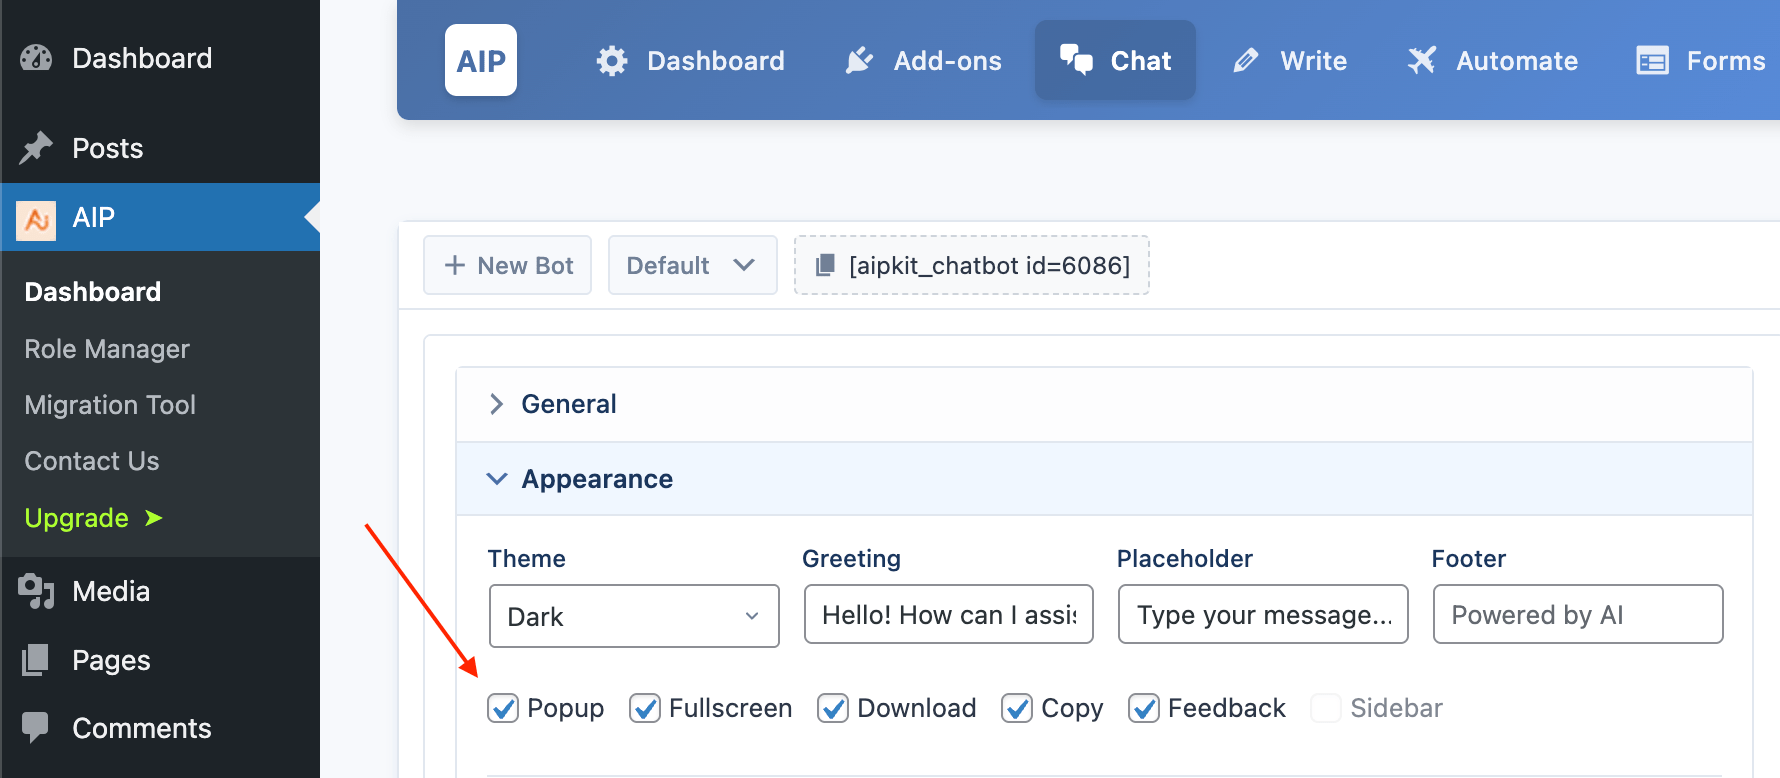 Dashboard
Posts
AIP
Dashboard
Role Manager
Migration Tool
Contact Us
Upgrade ➤
Media
Pages
Comments
AIP
Dashboard
Add-ons
Chat
Write
Automate
Forms
+ New Bot
Default
[aipkit_chatbot id=6086]
General
Appearance
Theme
Greeting
Placeholder
Footer
Dark
Hello! How can I assis
Type your message...
Powered by AI
Popup
Fullscreen
Download
Copy
Feedback
Sidebar